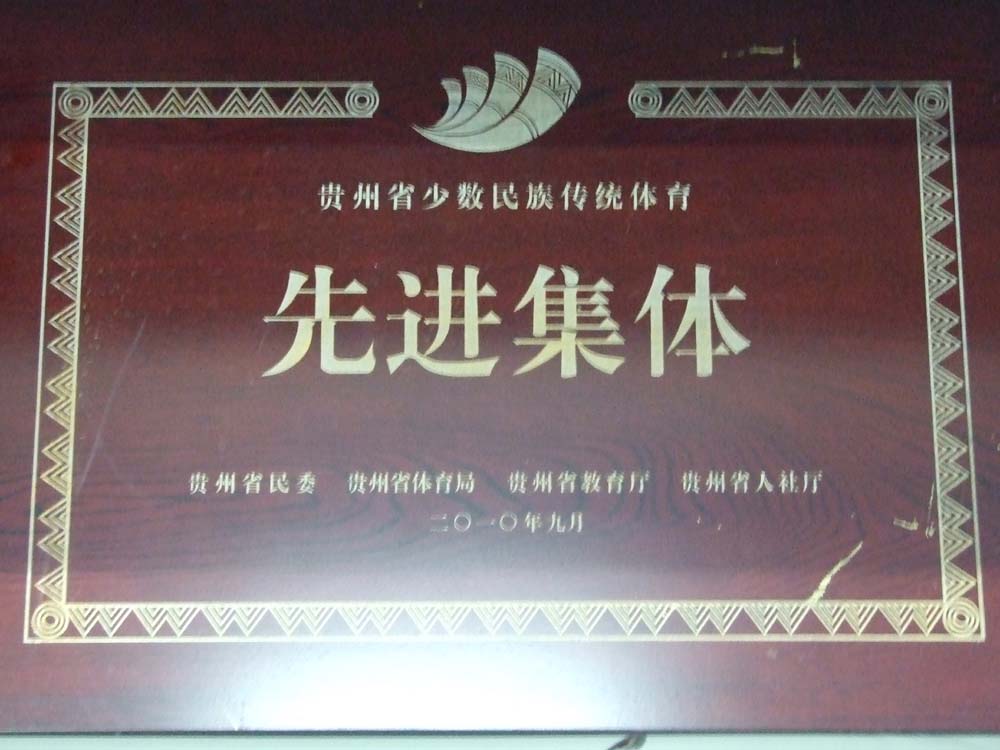 贵州省少数民族传统体育
先进集体
贵州省民委 贵州省体育局 贵州省教育厅 贵州省人社厅
二〇一〇年九月